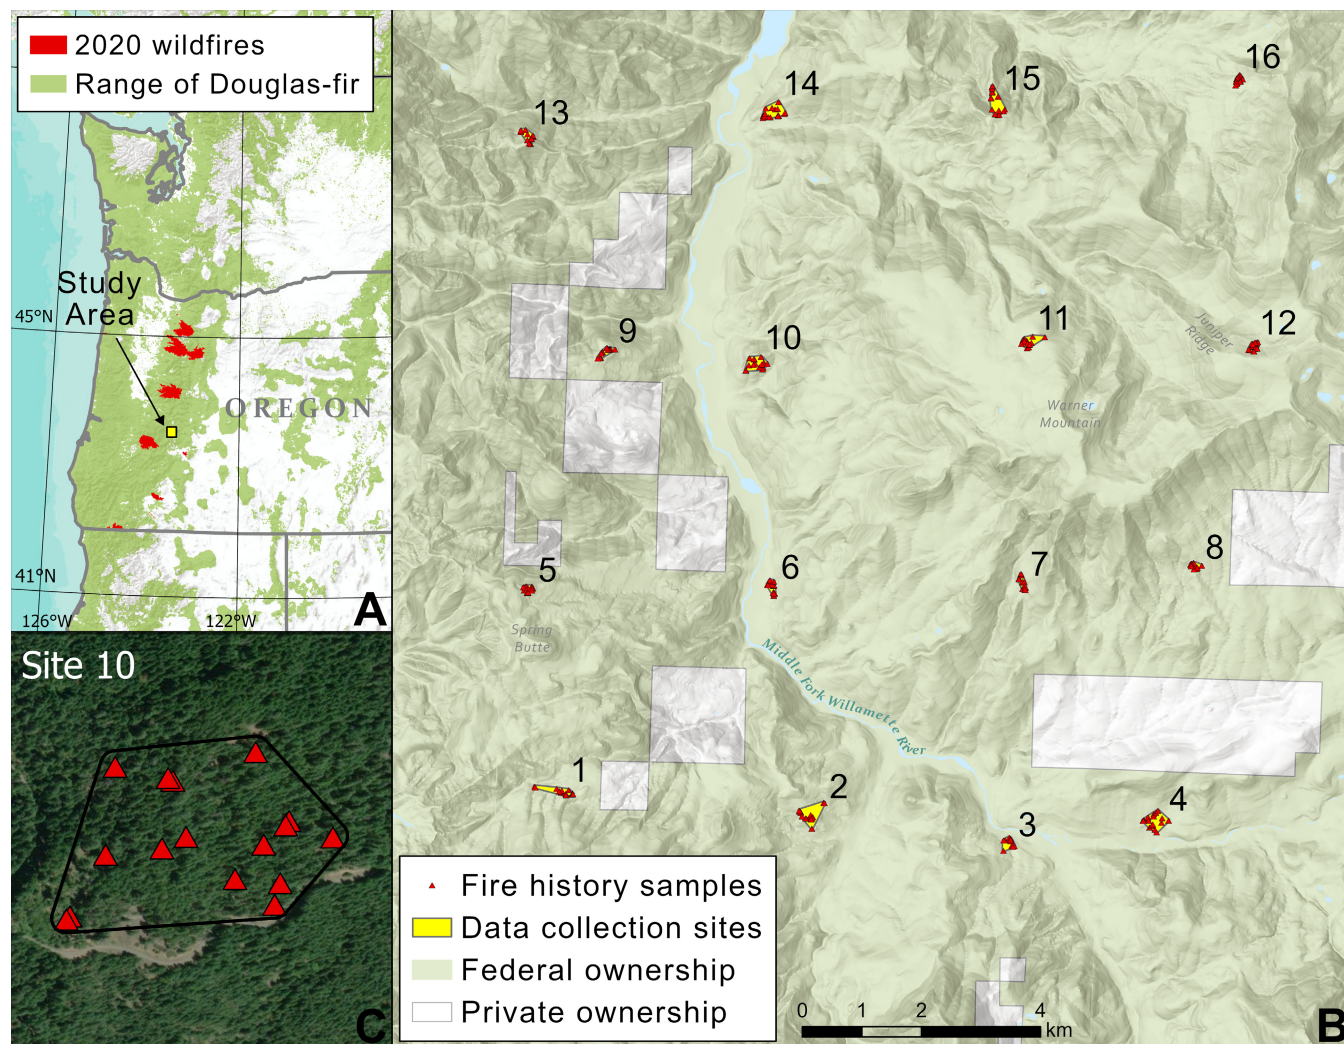 2020 wildfires
Range of Douglas-fir
Study
Area
45°N
OREGON
41°N
126°W
122°W
A
Site 10
C
13
14
15
16
9
10
11
12
Juniper
Ridge
Warner
Mountain
5
6
7
8
Spring
Butte
Middle Fork Willamette River
1
2
3
4
Fire history samples
Data collection sites
Federal ownership
Private ownership
0 1 2 4
km
B